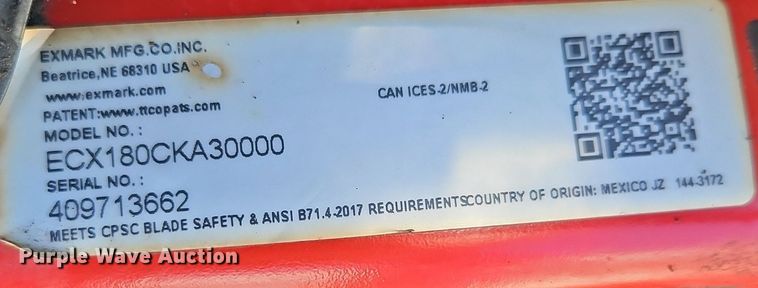 EXMARK MFG.CO.INC.
Beatrice,NE 68310 USA
www.exmark.com
PATENT:www.ttcopats.com
CAN ICES-2/NMB-2
MODEL NO. :
ECX180CKA30000
SERIAL NO. :
409713662
MEETS CPSC BLADE SAFETY & ANSI B71.4-2017 REQUIREMENTSCOUNTRY OF ORIGIN: MEXICO JZ 144-3172
Purple Wave Auction